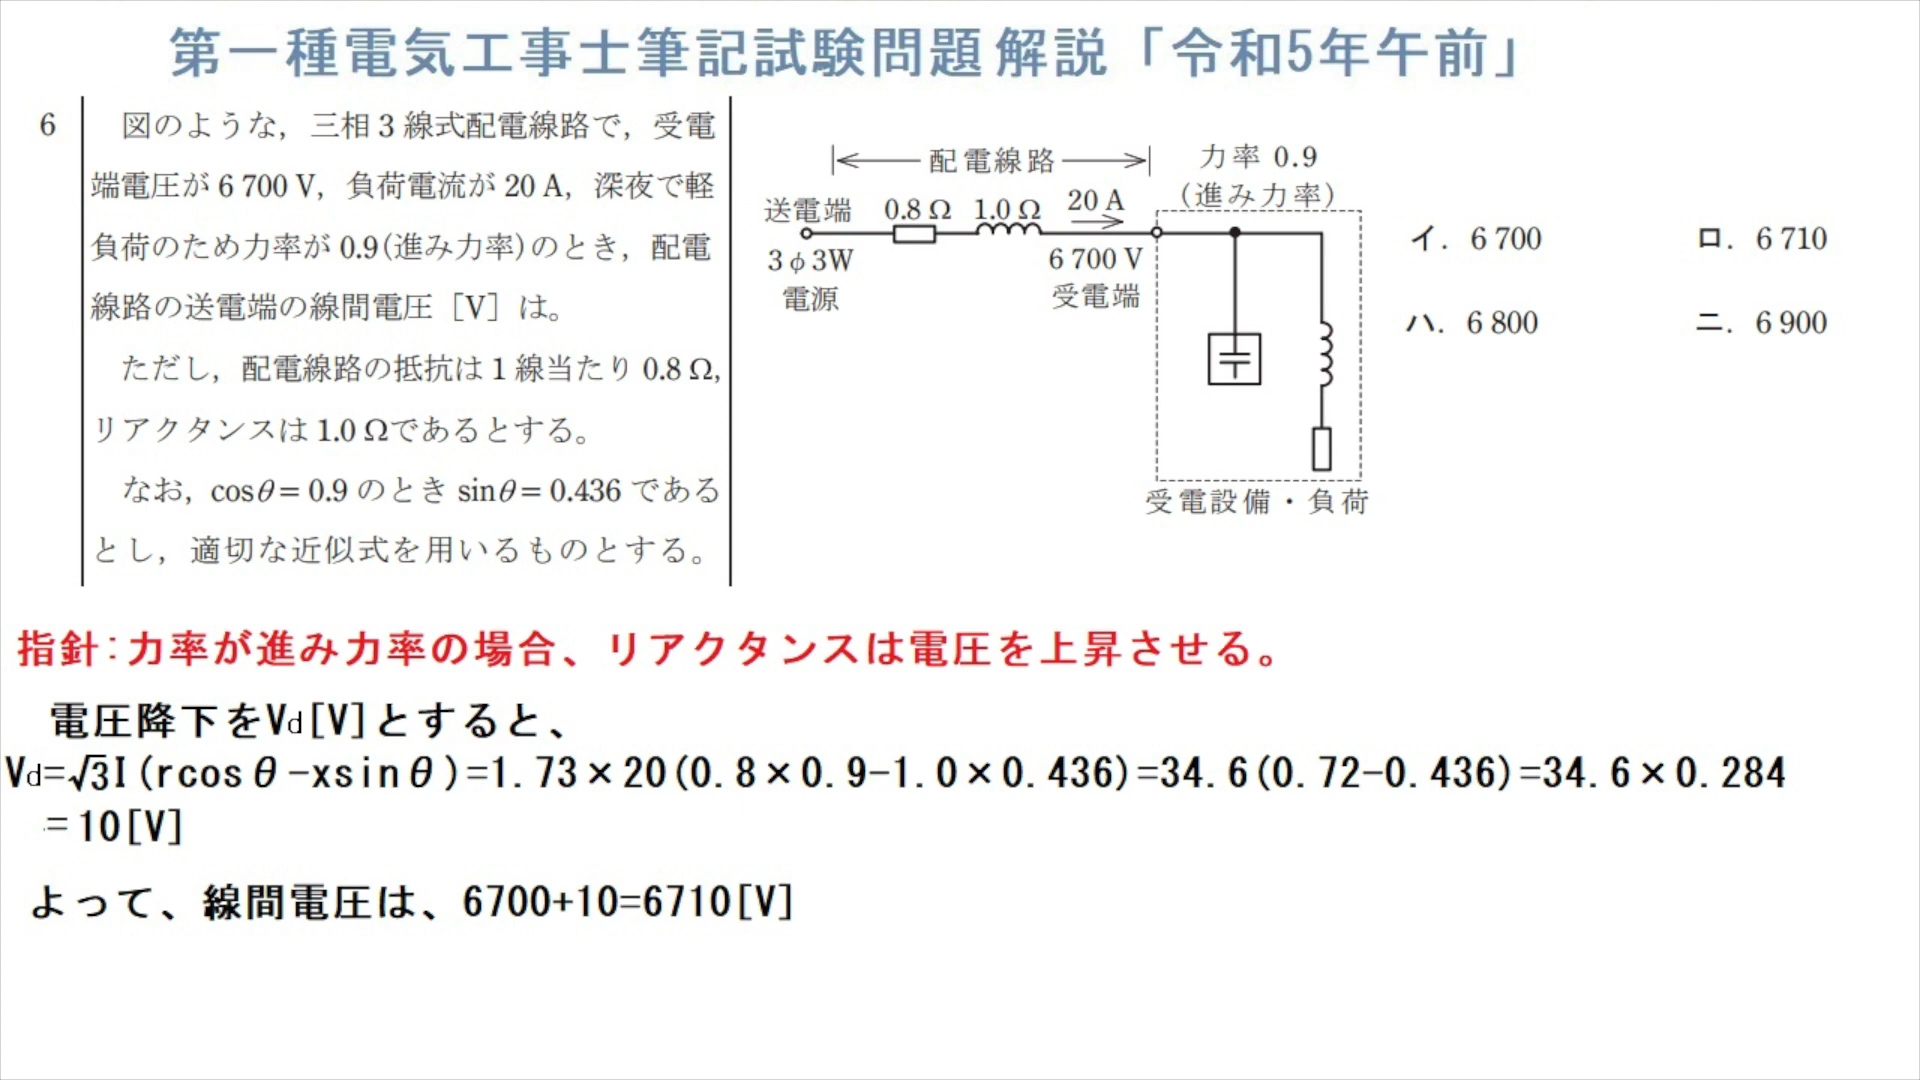 第一種電気工事士筆記試験問題解説「令和5年午前」
6
図のような，三相3線式配電線路で，受電
端電圧が 6 700 V，負荷電流が 20 A，深夜で軽
負荷のため力率が 0.9（進み力率）のとき，配電
線路の送電端の線間電圧［V］は。
ただし，配電線路の抵抗は1線当たり 0.8 Ω，
リアクタンスは 1.0 Ωであるとする。
なお，cosθ= 0.9 のとき sinθ= 0.436 である
とし，適切な近似式を用いるものとする。
配電線路
力率 0.9
（進み力率）
送電端
0.8 Ω
1.0 Ω
20 A
3φ3W
電源
6 700 V
受電端
受電設備・負荷
イ．6 700
ロ．6 710
ハ．6 800
ニ．6 900
指針:力率が進み力率の場合、リアクタンスは電圧を上昇させる。
電圧降下をVd[V]とすると、
Vd=√3I(rcosθ-xsinθ)=1.73×20(0.8×0.9-1.0×0.436)=34.6(0.72-0.436)=34.6×0.284
=10[V]
よって、線間電圧は、6700+10=6710[V]